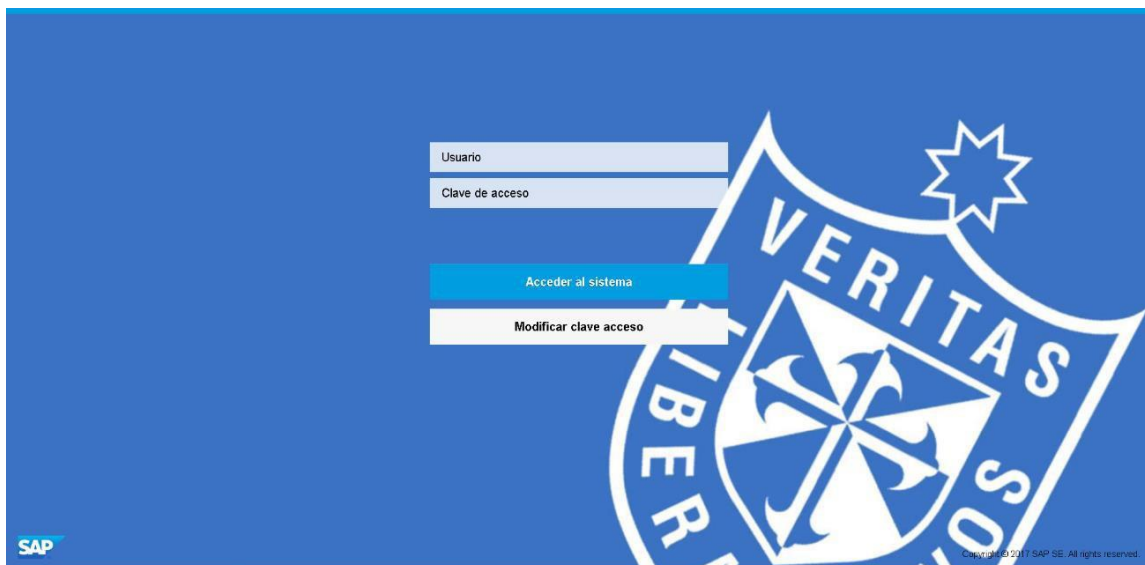 Usuario
Clave de acceso
Acceder al sistema
Modificar clave acceso
VERITAS
SAP
Copyright © 2017 SAP SE. All rights reserved.